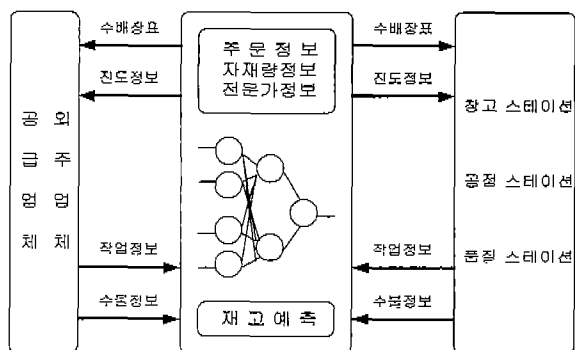 수배장표
진도정보
공 외
급 주
업 업
체 체
작업정보
수불정보
주 문 정 보
자재량정보
전문가정보
재 고 예 측
수배장표
진도정보
작업정보
수불정보
창고 스테이션
공정 스테이션
품질 스테이션